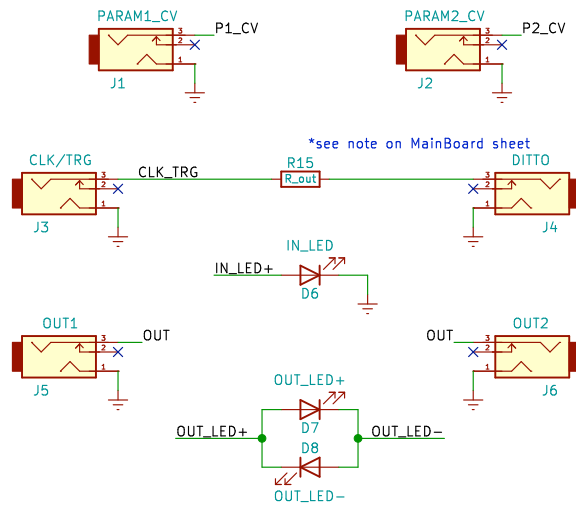 PARAM1_CV
3 P1_CV
2
1
J1
PARAM2_CV
3 P2_CV
2
1
J2
*see note on MainBoard sheet
CLK/TRG
3 CLK_TRG
2
1
J3
R15
R_out
DITTO
3
2
1
J4
IN_LED
IN_LED+
D6
OUT1
3 OUT
2
1
J5
OUT2
OUT 3
2
1
J6
OUT_LED+
D7
OUT_LED+ OUT_LED-
D8
OUT_LED-